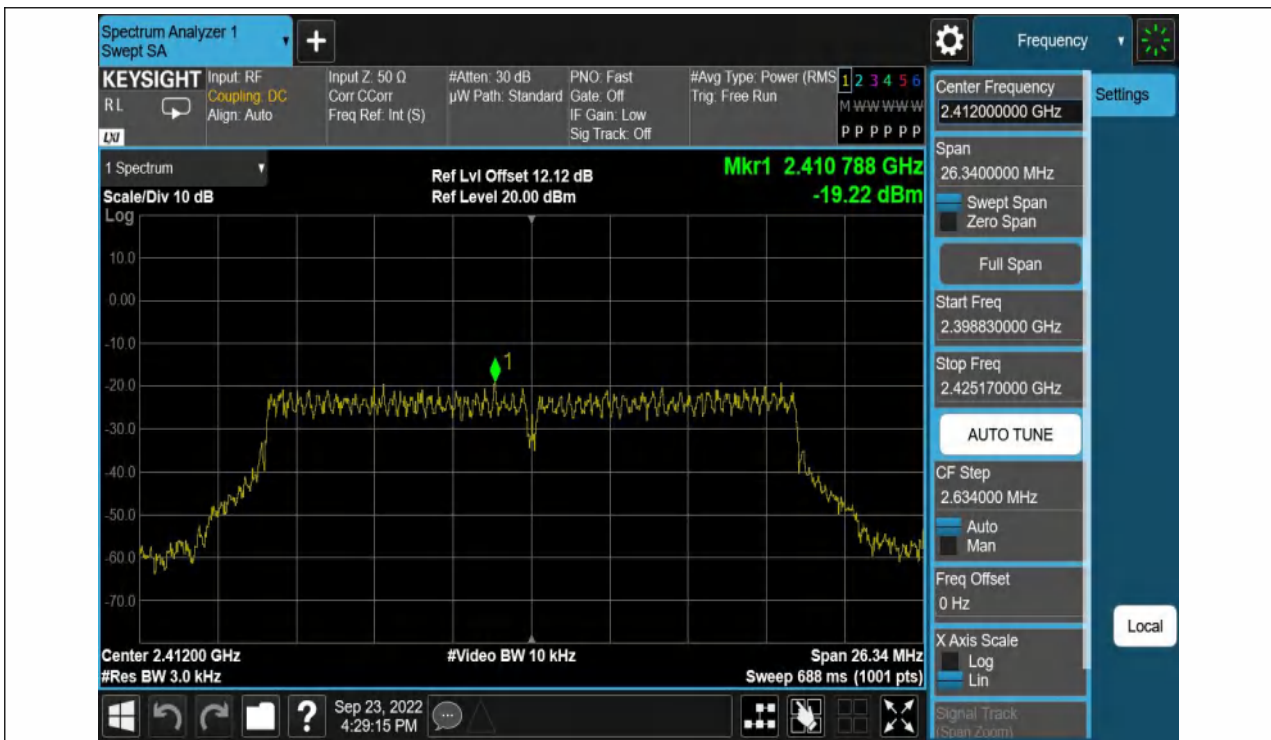 Spectrum Analyzer 1
Swept SA
+
Frequency
KEYSIGHT
RL
LXI
Input: RF
Coupling: DC
Align: Auto
Input Z: 50 Ω
Corr CCorr
Freq Ref: Int (S)
#Atten: 30 dB
µW Path: Standard
PNO: Fast
Gate: Off
IF Gain: Low
Sig Track: Off
#Avg Type: Power (RMS
Trig: Free Run
1 2 3 4 5 6
M W W W W W
P P P P P P
1 Spectrum
Scale/Div 10 dB
Log
Ref Lvl Offset 12.12 dB
Ref Level 20.00 dBm
Mkr1 2.410 788 GHz
-19.22 dBm
10.0
0.00
-10.0
-20.0
-30.0
-40.0
-50.0
-60.0
-70.0
1
Center 2.41200 GHz
#Res BW 3.0 kHz
#Video BW 10 kHz
Span 26.34 MHz
Sweep 688 ms (1001 pts)
Center Frequency
2.412000000 GHz
Span
26.3400000 MHz
Swept Span
Zero Span
Full Span
Start Freq
2.398830000 GHz
Stop Freq
2.425170000 GHz
AUTO TUNE
CF Step
2.634000 MHz
Auto
Man
Freq Offset
0 Hz
X Axis Scale
Log
Lin
Signal Track
(Span Zoom)
Settings
Local
?
Sep 23, 2022
4:29:15 PM